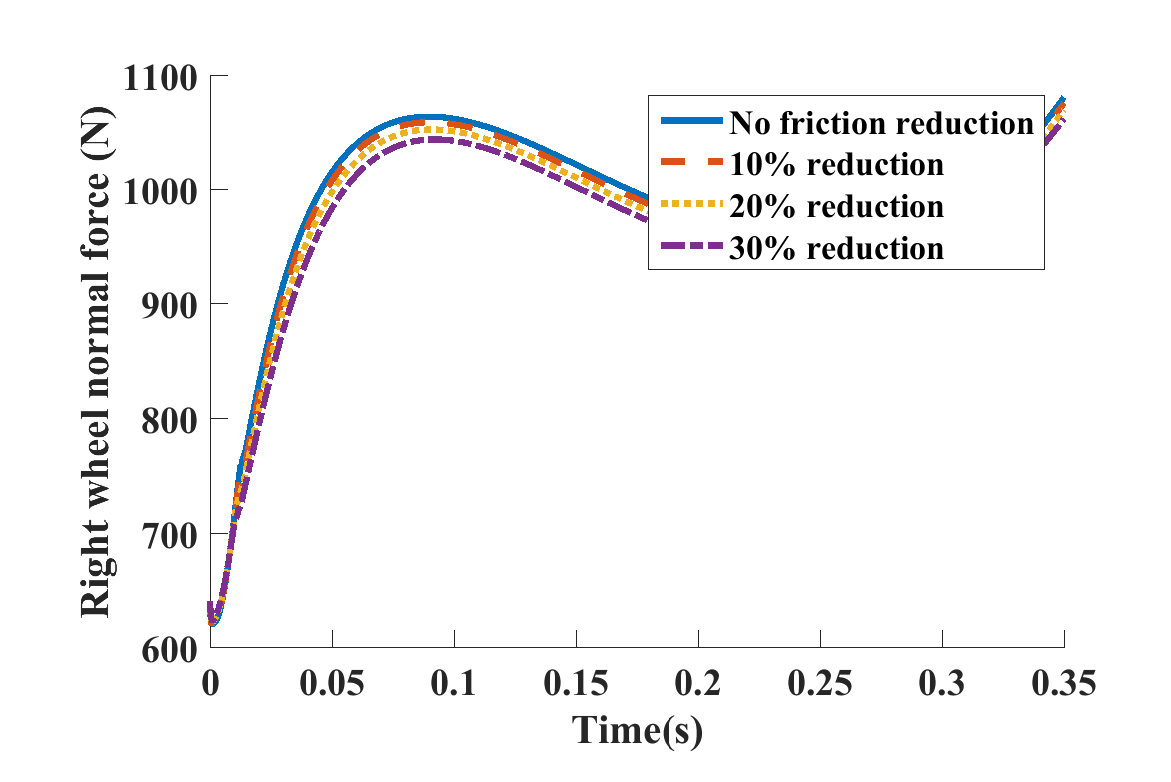 Right wheel normal force (N)
1100
1000
900
800
700
600
0
0.05
0.1
0.15
0.2
0.25
0.3
0.35
Time(s)
No friction reduction
10% reduction
20% reduction
30% reduction